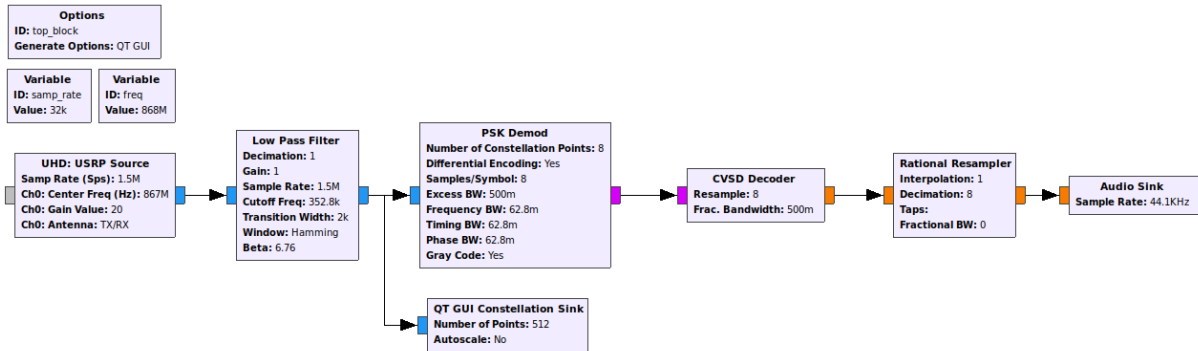 Options
ID: top_block
Generate Options: QT GUI
Variable
ID: samp_rate
Value: 32k
Variable
ID: freq
Value: 868M
UHD: USRP Source
Samp Rate (Sps): 1.5M
Ch0: Center Freq (Hz): 867M
Ch0: Gain Value: 20
Ch0: Antenna: TX/RX
Low Pass Filter
Decimation: 1
Gain: 1
Sample Rate: 1.5M
Cutoff Freq: 352.8k
Transition Width: 2k
Window: Hamming
Beta: 6.76
PSK Demod
Number of Constellation Points: 8
Differential Encoding: Yes
Samples/Symbol: 8
Excess BW: 500m
Frequency BW: 62.8m
Timing BW: 62.8m
Phase BW: 62.8m
Gray Code: Yes
QT GUI Constellation Sink
Number of Points: 512
Autoscale: No
CVSD Decoder
Resample: 8
Frac. Bandwidth: 500m
Rational Resampler
Interpolation: 1
Decimation: 8
Taps:
Fractional BW: 0
Audio Sink
Sample Rate: 44.1KHz